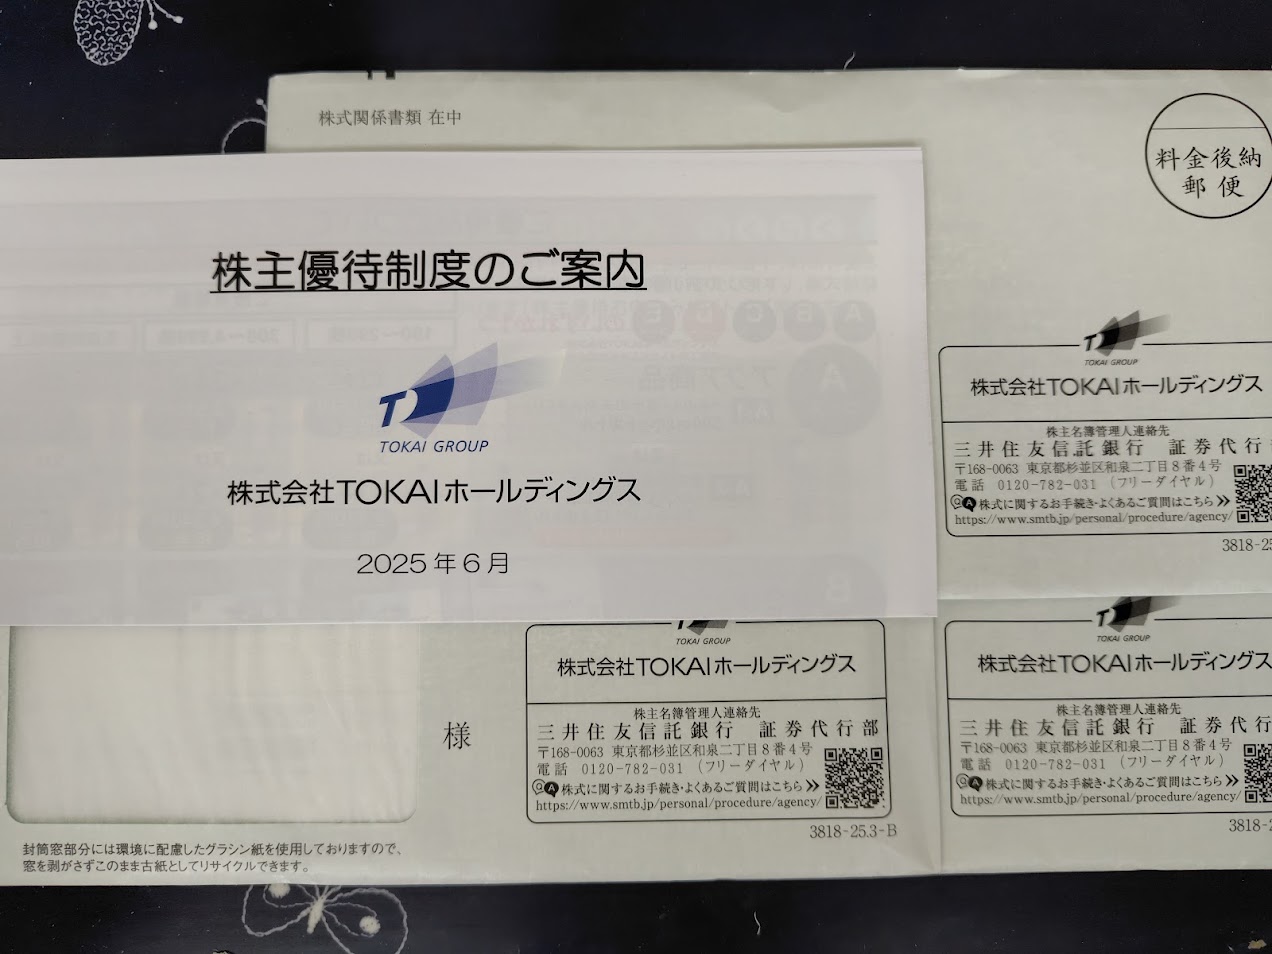 株式関係書類 在中
料金後納
郵便
株主優待制度のご案内
TOKAI GROUP
株式会社TOKAIホールディングス
2025年6月
TOKAI GROUP
株式会社TOKAIホールディングス
株主名簿管理人連絡先
三井住友信託銀行 証券代行
〒168-0063 東京都杉並区和泉二丁目8番4号
電話 0120-782-031 (フリーダイヤル)
QA株式に関するお手続き・よくあるご質問はこちら
https://www.smtb.jp/personal/procedure/agency/
3818-25
様
TOKAI GROUP
株式会社TOKAIホールディングス
株主名簿管理人連絡先
三井住友信託銀行 証券代行部
〒168-0063 東京都杉並区和泉二丁目8番4号
電話 0120-782-031 (フリーダイヤル)
QA株式に関するお手続き・よくあるご質問はこちら
https://www.smtb.jp/personal/procedure/agency/
3818-25.3-B
TOKAI GROUP
株式会社TOKAIホールディングス
株主名簿管理人連絡先
三井住友信託銀行 証券代行
〒168-0063 東京都杉並区和泉二丁目8番4号
電話 0120-782-031 (フリーダイヤル)
QA株式に関するお手続き・よくあるご質問はこちら
https://www.smtb.jp/personal/procedure/agency/
3818-2
封筒窓部分には環境に配慮したグラシン紙を使用しておりますので、
窓を剥がさずこのまま古紙としてリサイクルできます。